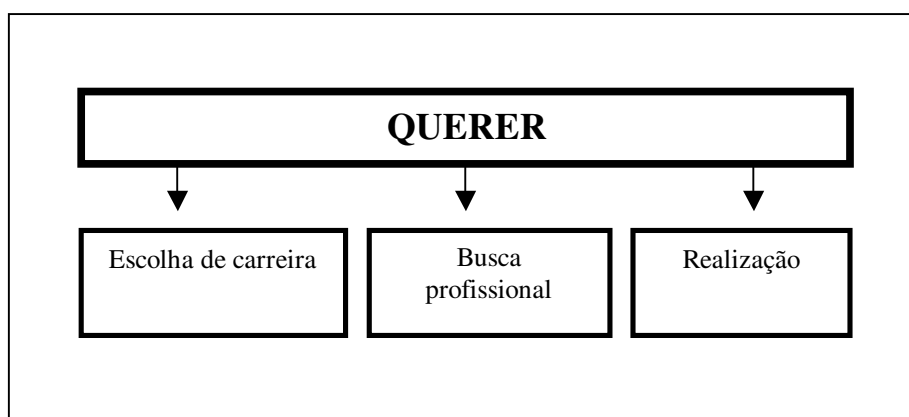 QUERER
Escolha de carreira
Busca
profissional
Realização